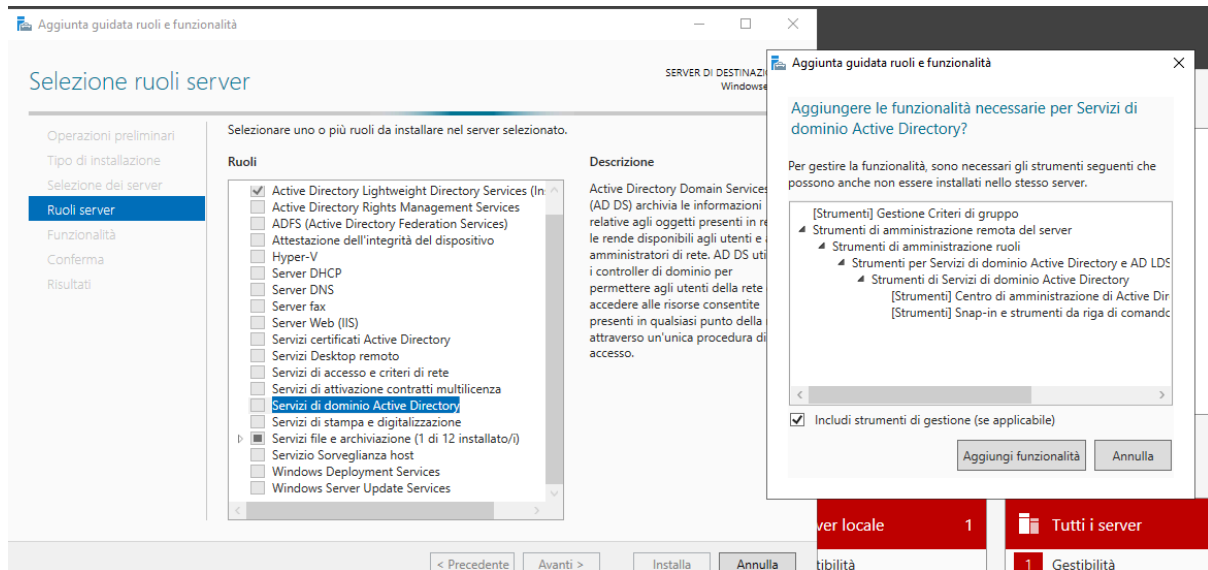 Aggiunta guidata ruoli e funzionalità
Selezione ruoli server
SERVER DI
Operazioni preliminari
Tipo di installazione
Selezione dei server
Ruoli server
Funzionalità
Conferma
Risultati
Selezionare uno o più ruoli da installare nel server selezionato.
Ruoli
Active Directory Lightweight Directory Services
Active Directory Rights Management Services
ADFS (Active Directory Federation Services)
Attestazione dell'integrità del dispositivo
Hyper-V
Server DHCP
Server DNS
Server fax
Server Web (IIS)
Servizi certificati Active Directory
Servizi Desktop remoto
Servizi di accesso e criteri di rete
Servizi di attivazione contratti multilicenza
Servizi di dominio Active Directory
Servizi di stampa e digitalizzazione
Servizi file e archiviazione (1 di 12 installato/i)
Servizio Sorveglianza host
Windows Deployment Services
Windows Server Update Services
Descrizione
Active Directory Domain Services
(AD DS) archivia le informazioni
relative agli oggetti presenti in
le rende disponibili agli utenti e
amministratori di rete. AD DS
i controller di dominio per
permettere agli utenti della rete
accedere alle risorse consentite
presenti in qualsiasi punto della
attraverso un'unica procedura di
accesso.
< Precedente
Avanti >
Installa
Annulla
Aggiunta guidata ruoli e funzionalità
Aggiungere le funzionalità necessarie per Servizi di
dominio Active Directory?
Per gestire la funzionalità, sono necessari gli strumenti seguenti che
possono anche non essere installati nello stesso server.
[Strumenti] Gestione Criteri di gruppo
Strumenti di amministrazione remota del server
Strumenti di amministrazione ruoli
Strumenti per Servizi di dominio Active Directory e AD LDS
Strumenti di Servizi di dominio Active Directory
[Strumenti] Centro di amministrazione di Active
[Strumenti] Snap-in e strumenti da riga di
Includi strumenti di gestione (se applicabile)
Aggiungi funzionalità
Annulla
locale 1
Tutti i server
1 Gestibilità